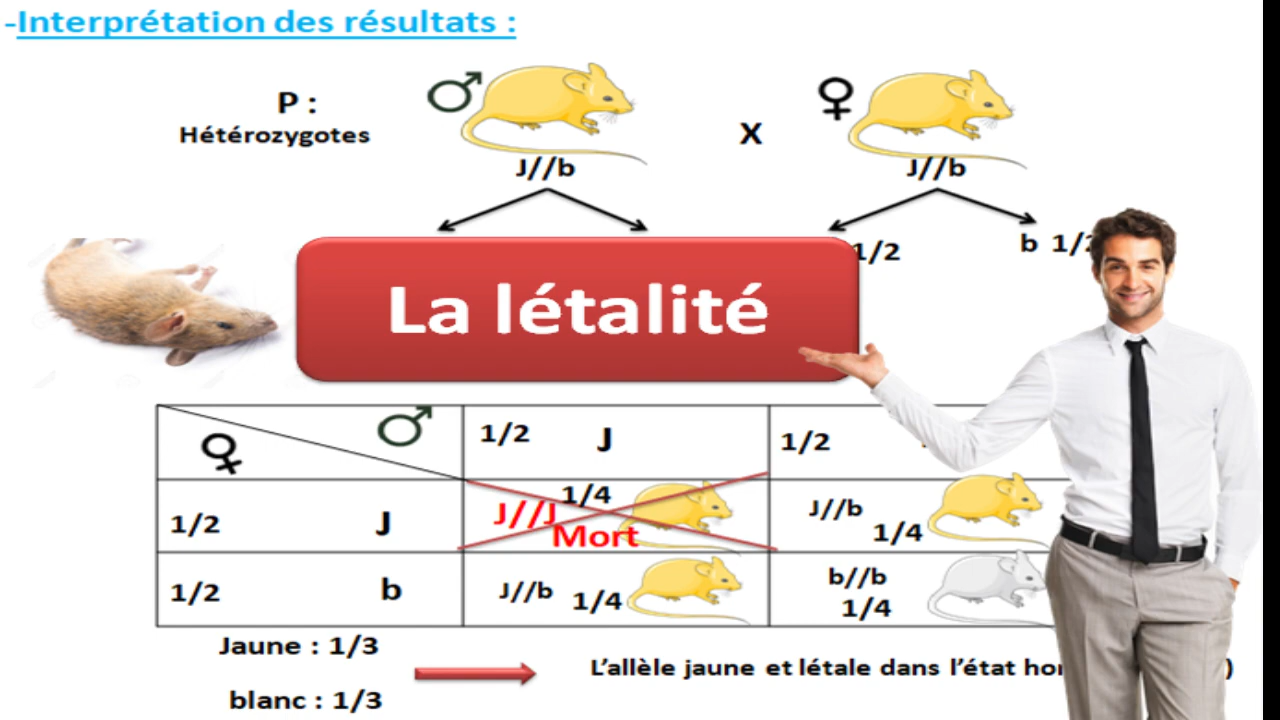 -Interprétation des résultats :
P :
Hétérozygotes
X
J//b
J//b
1/2
b 1/2
La létalité
1/2 J
1/2
1/2 J
1/4
J//J
Mort
J//b
1/4
1/2 b
J//b 1/4
b//b
1/4
Jaune : 1/3
blanc : 1/3
L'allèle jaune et létale dans l'état
)